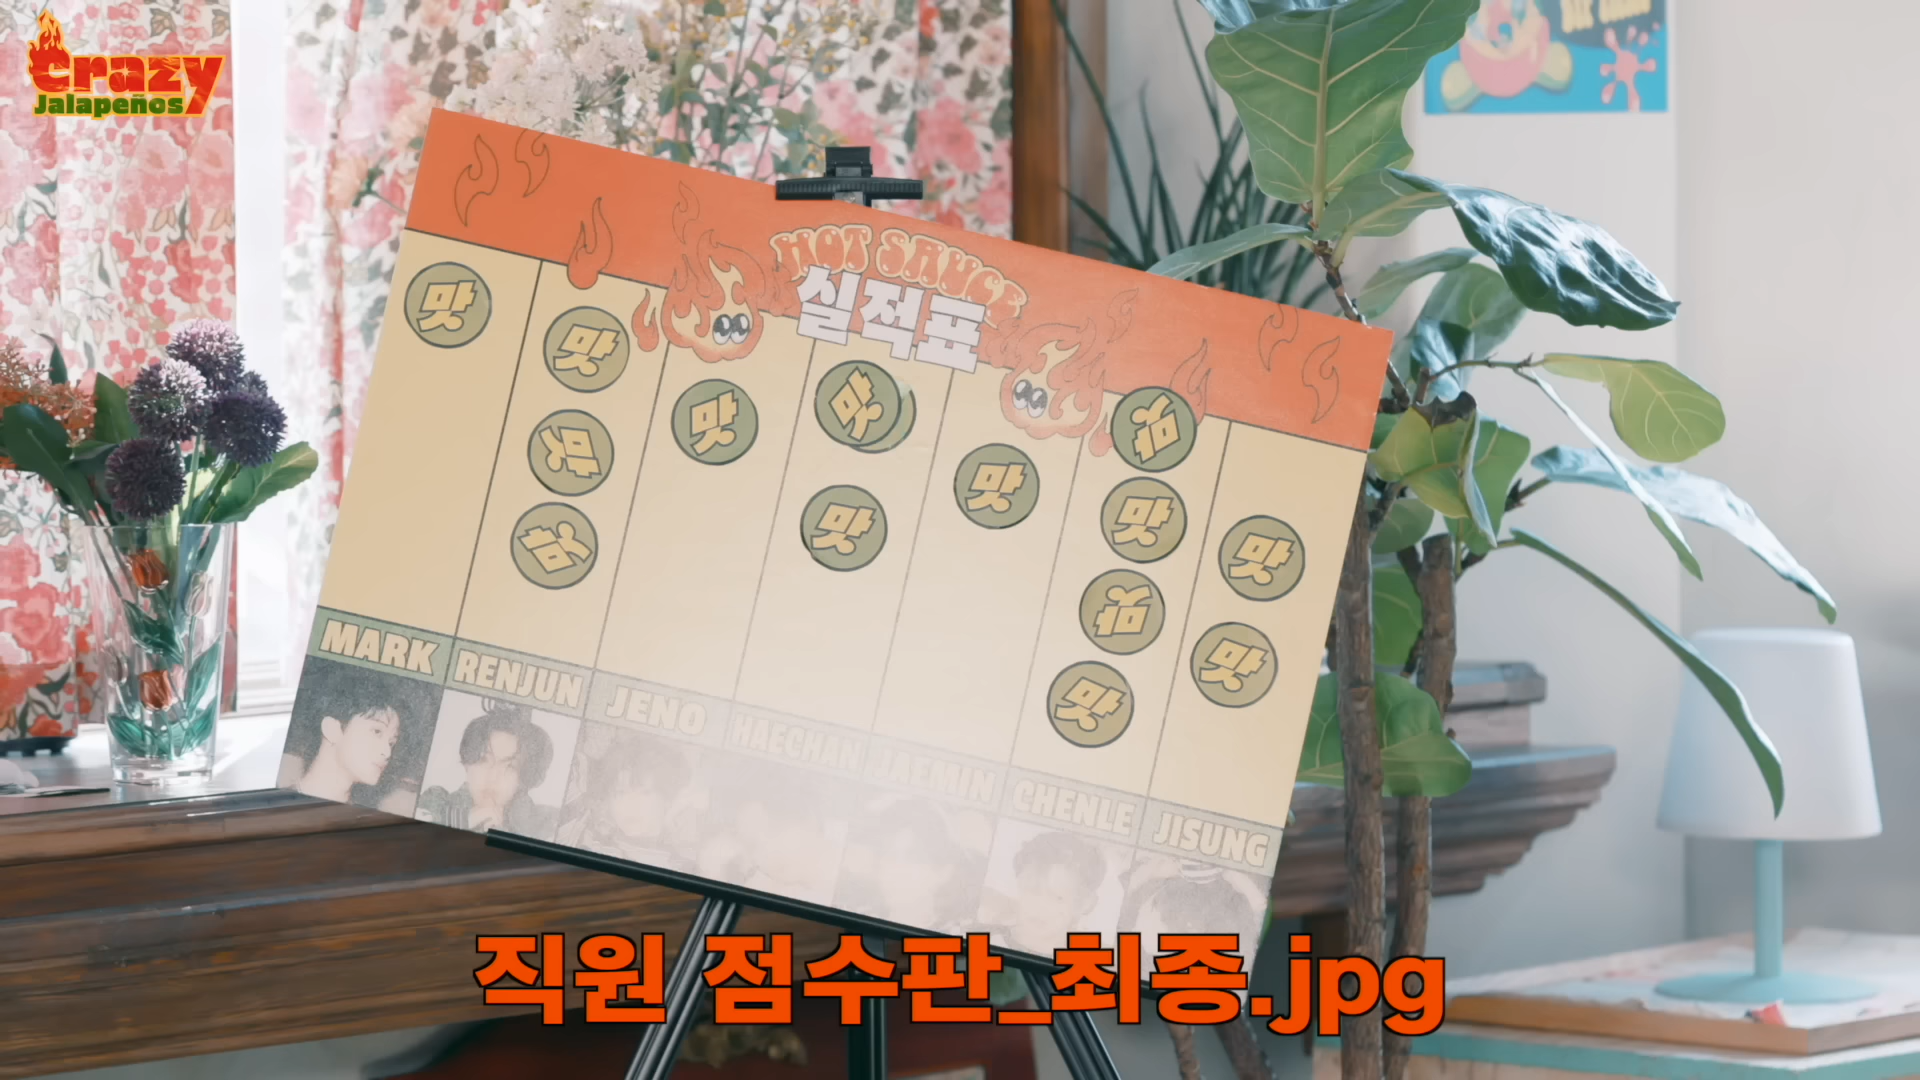 Crazy
Jalapeños
HOT SAUCE
실적표
맛
맛
맛
맛
맛
맛
맛
맛
맛
맛
맛
맛
맛
맛
MARK
RENJUN
JENO
HAECHAN
JAEMIN
CHENLE
JISUNG
직원 점수판_최종.jpg